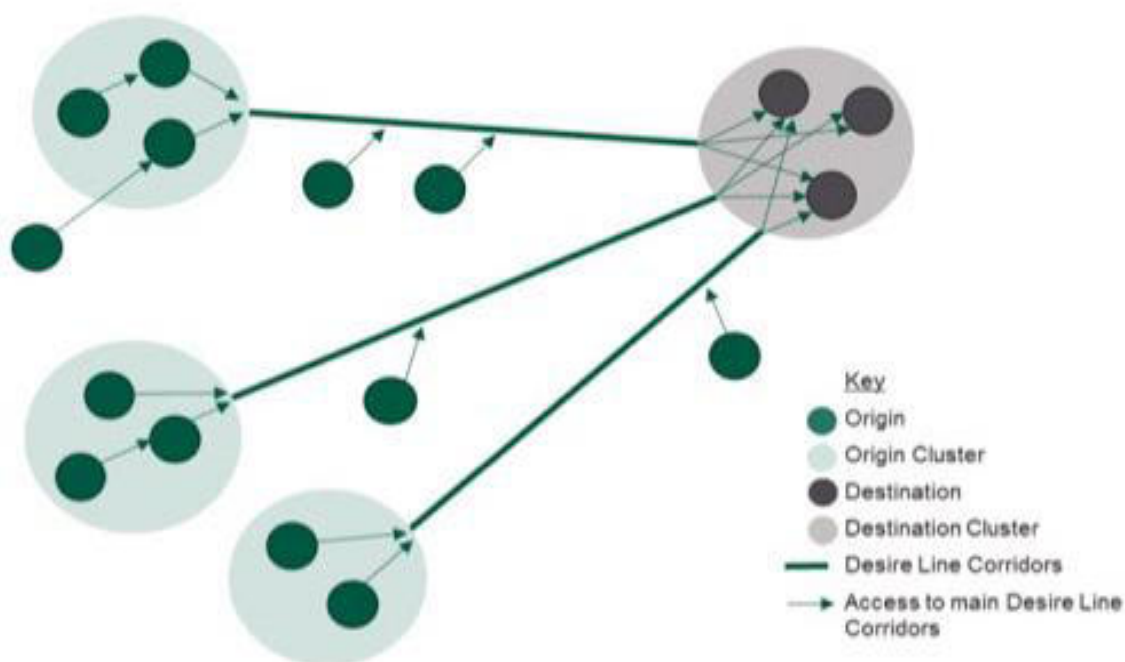 Key
Origin
Origin Cluster
Destination
Destination Cluster
Desire Line Corridors
Access to main Desire Line
Corridors